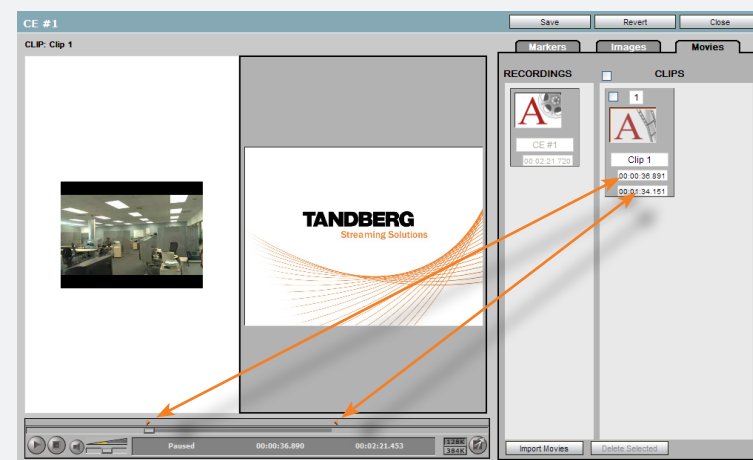 CE #1
Save
Revert
Close
CLIP: Clip 1
Markers
Images
Movies
RECORDINGS
CLIPS
A
CE #1
00:02:21.720
1
A
Clip 1
00:00:36.891
00:01:34.151
TANDBERG
Streaming Solutions
Paused
00:00:36.890
00:02:21.453
128K
384K
Import Movies
Delete Selected